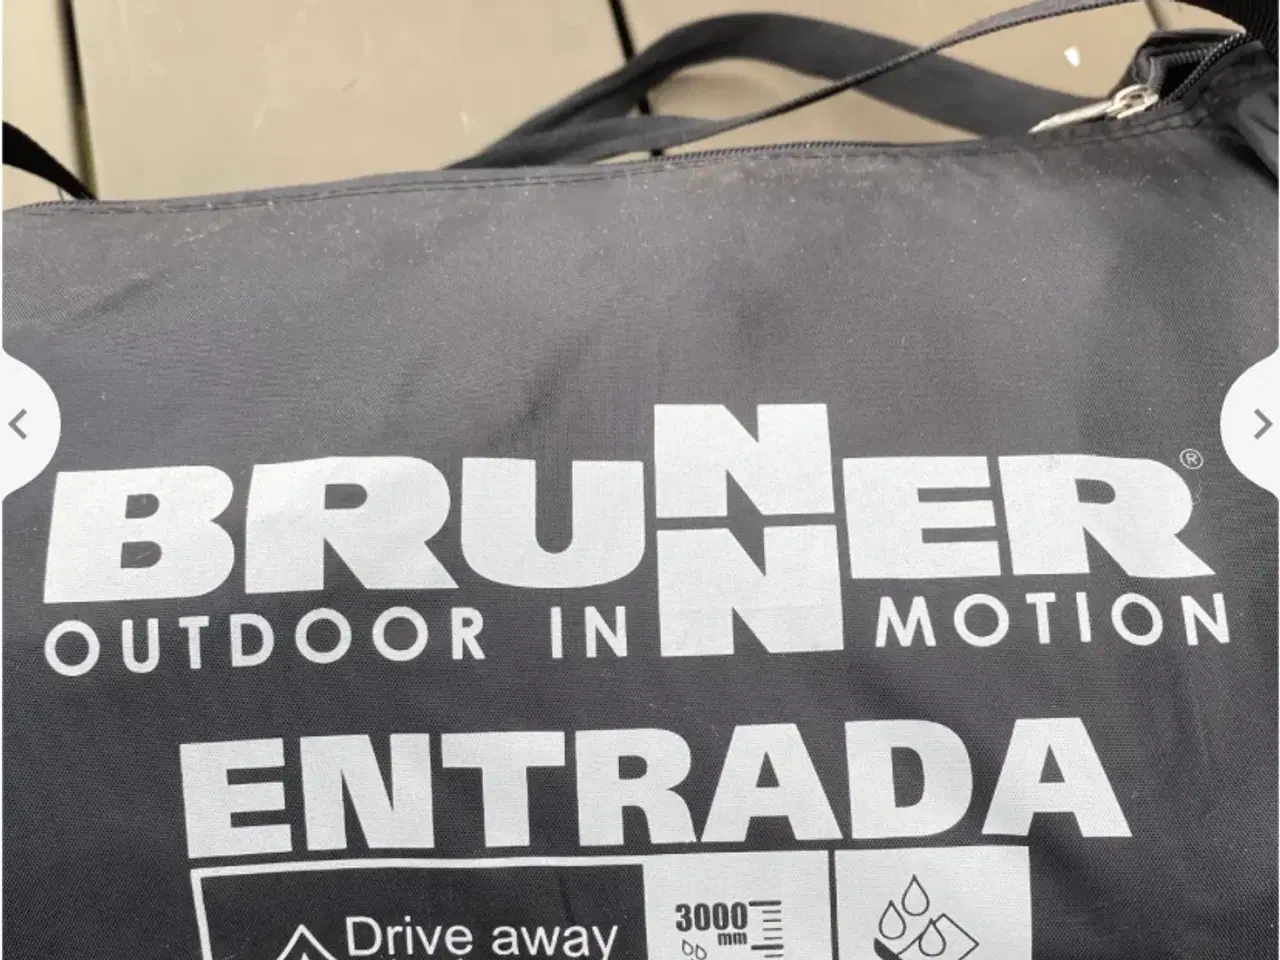 BRUNNER®
OUTDOOR IN MOTION
ENTRADA
Drive away
3000
mm